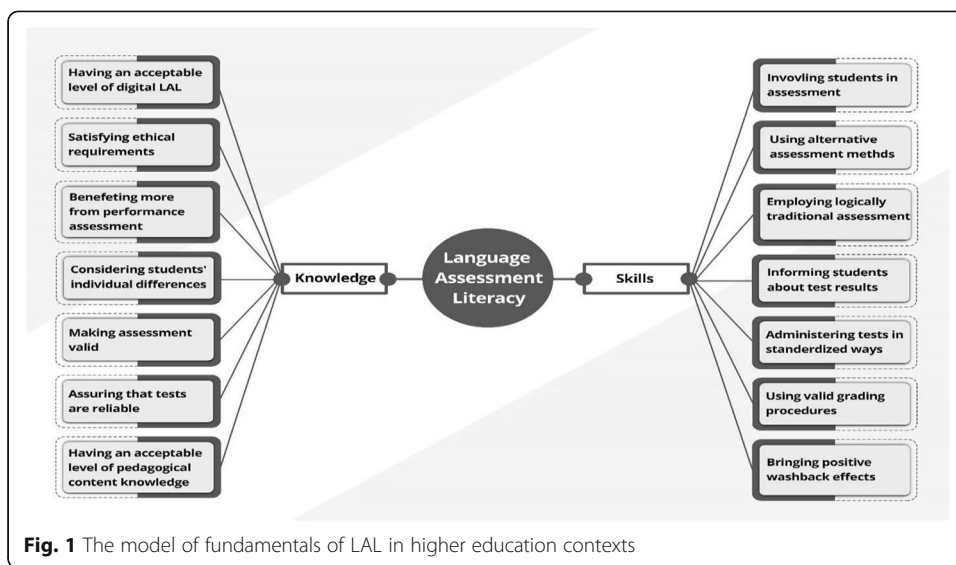 Having an acceptable
level of digital LAL
Satisfying ethical
requirements
Benefeting more
from performance
assessment
Considering students'
individual differences
Making assessment
valid
Assuring that tests
are reliable
Having an acceptable
level of pedagogical
content knowledge
Knowledge
Language
Assessment
Literacy
Skills
Invovling students in
assessment
Using alternative
assessment methds
Employing logically
traditional assessment
Informing students
about test results
Administering tests in
standerdized ways
Using valid grading
procedures
Bringing positive
washback effects
Fig. 1 The model of fundamentals of LAL in higher education contexts